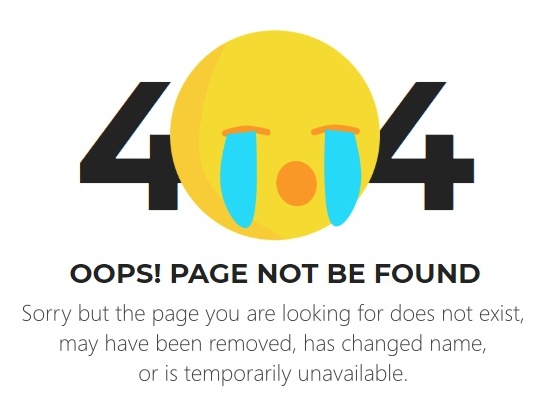 404
OOPS! PAGE NOT BE FOUND
Sorry but the page you are looking for does not exist,
may have been removed, has changed name,
or is temporarily unavailable.